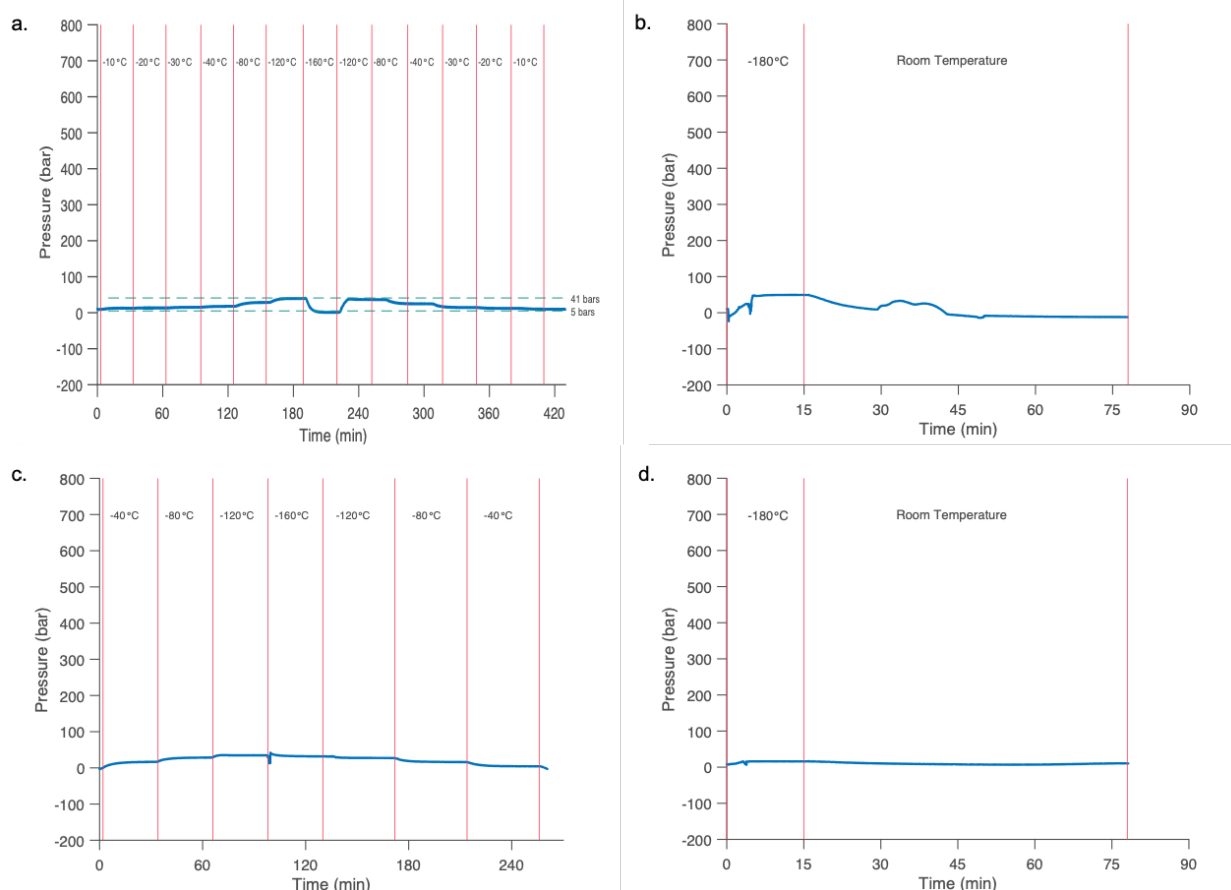 a.
800
700
600
500
400
300
200
100
0
-100
-200
Pressure (bar)
-10°C -20°C -30°C -40°C -80°C -120°C -160°C -120°C -80°C -40°C -30°C -20°C -10°C
41 bars
5 bars
0 60 120 180 240 300 360 420
Time (min)
b.
800
700
600
500
400
300
200
100
0
-100
-200
Pressure (bar)
-180°C Room Temperature
0 15 30 45 60 75 90
Time (min)
c.
800
700
600
500
400
300
200
100
0
-100
-200
Pressure (bar)
-40°C -80°C -120°C -160°C -120°C -80°C -40°C
0 60 120 180 240
Time (min)
d.
800
700
600
500
400
300
200
100
0
-100
-200
Pressure (bar)
-180°C Room Temperature
0 15 30 45 60 75 90
Time (min)